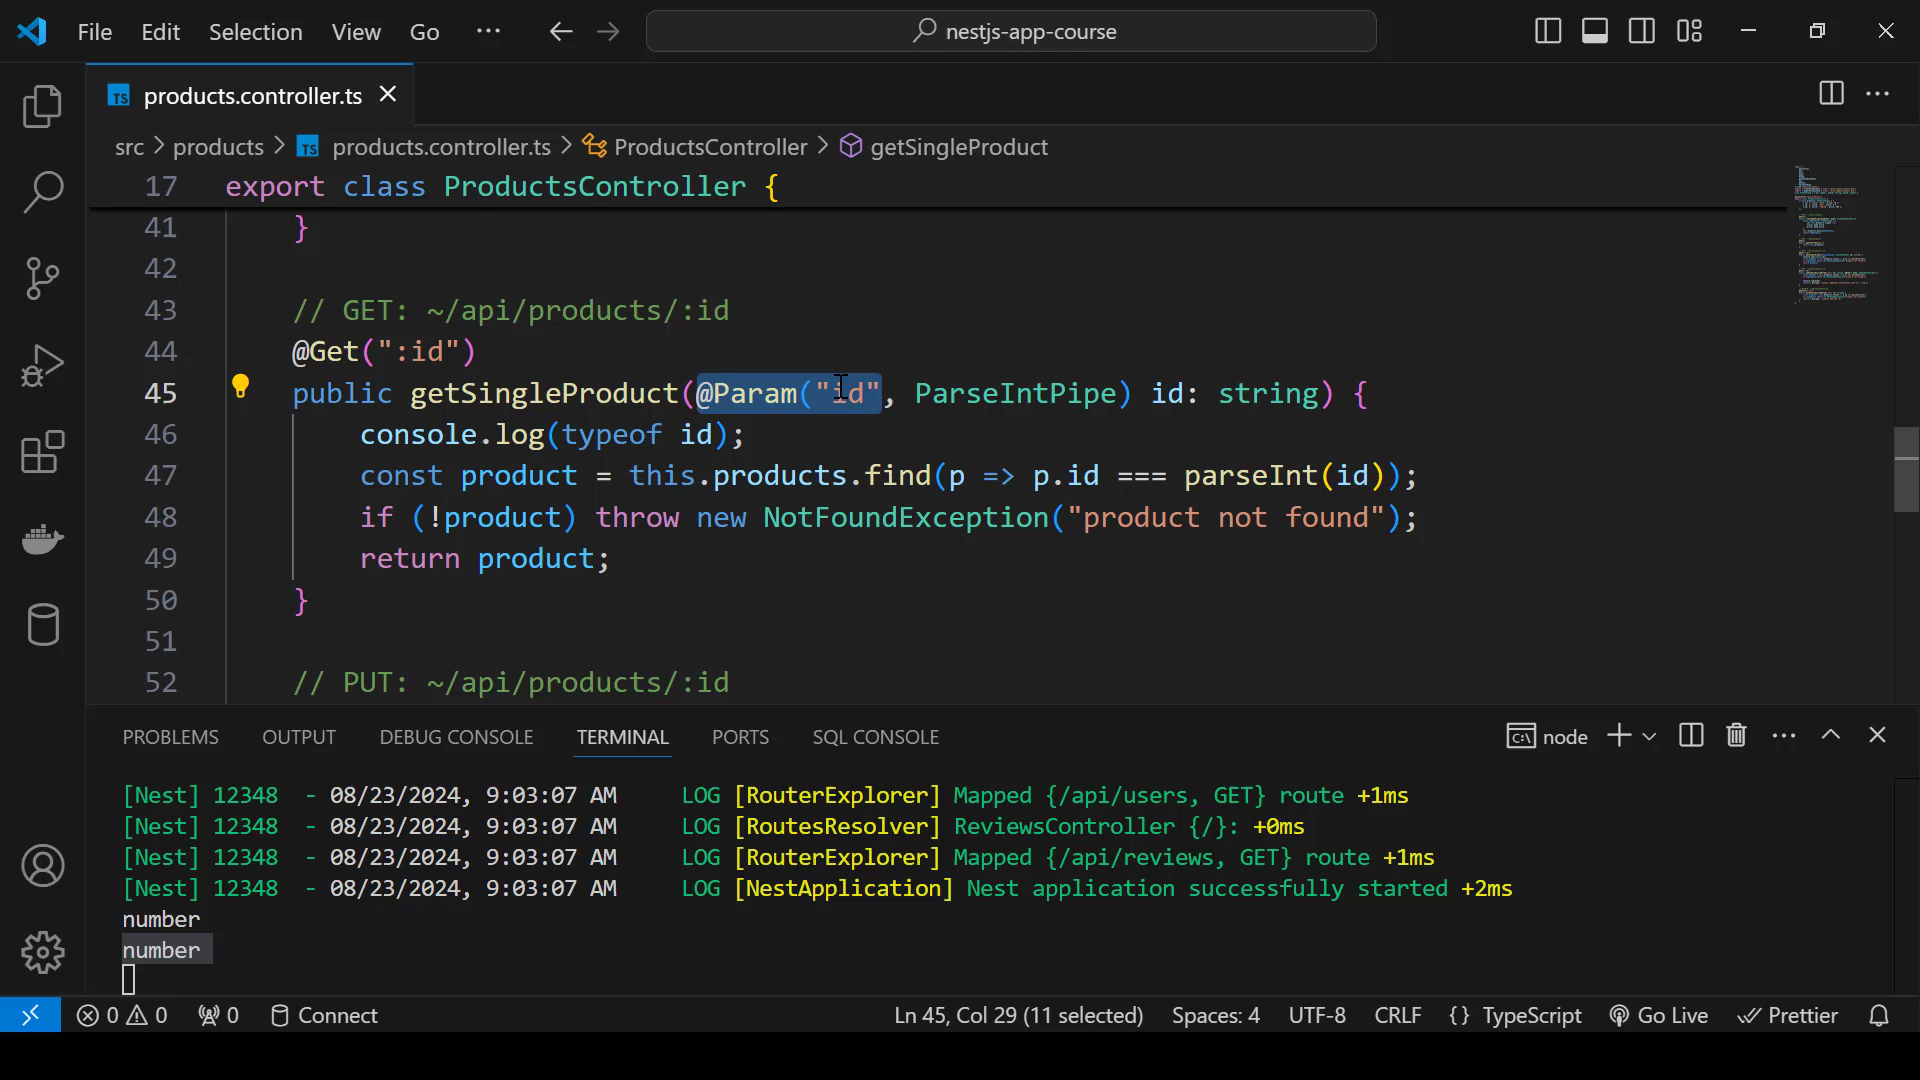 File Edit Selection View Go ··· nestjs-app-course
TS products.controller.ts
src > products > TS products.controller.ts > ProductsController > getSingleProduct
17 export class ProductsController {
41 }
42
43 // GET: ~/api/products/:id
44 @Get(":id")
45 public getSingleProduct(@Param("id", ParseIntPipe) id: string) {
46 console.log(typeof id);
47 const product = this.products.find(p => p.id === parseInt(id));
48 if (!product) throw new NotFoundException("product not found");
49 return product;
50 }
51
52 // PUT: ~/api/products/:id
PROBLEMS OUTPUT DEBUG CONSOLE TERMINAL PORTS SQL CONSOLE node
[Nest] 12348  - 08/23/2024, 9:03:07 AM     LOG [RouterExplorer] Mapped {/api/users, GET} route +1ms
[Nest] 12348  - 08/23/2024, 9:03:07 AM     LOG [RoutesResolver] ReviewsController {/}: +0ms
[Nest] 12348  - 08/23/2024, 9:03:07 AM     LOG [RouterExplorer] Mapped {/api/reviews, GET} route +1ms
[Nest] 12348  - 08/23/2024, 9:03:07 AM     LOG [NestApplication] Nest application successfully started +2ms
number
number
0 0 0 Connect Ln 45, Col 29 (11 selected) Spaces: 4 UTF-8 CRLF {} TypeScript Go Live Prettier